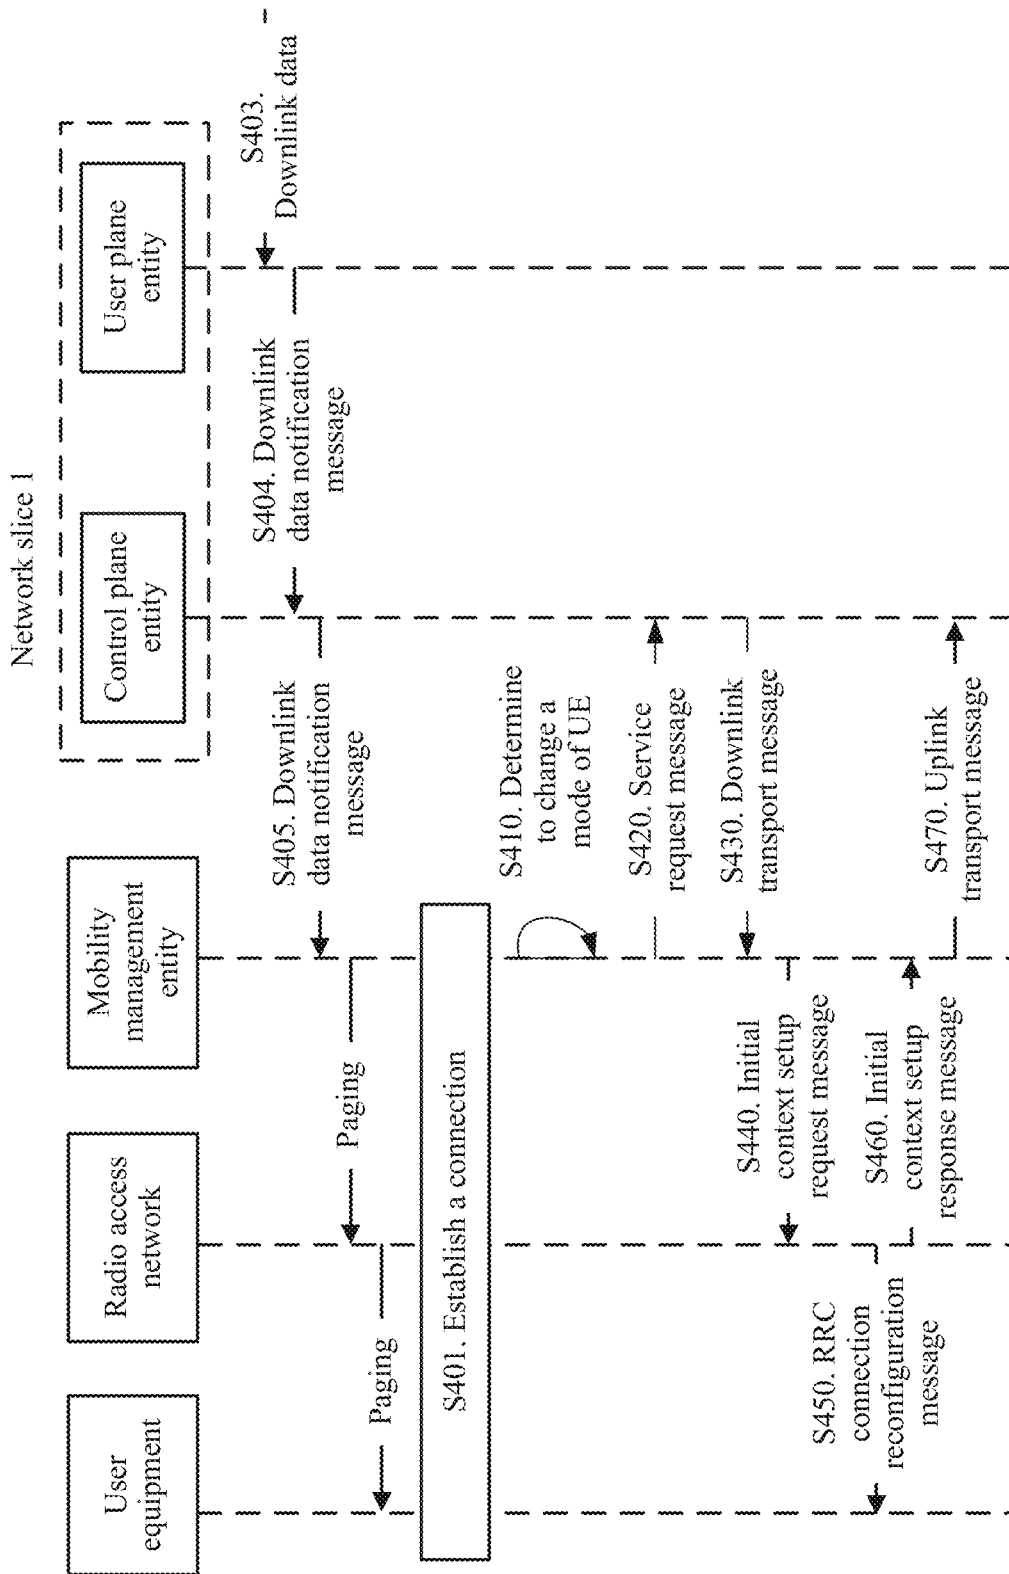 Network slice 1
User
equipment
Radio access
network
Mobility
management
entity
Control plane
entity
User plane
entity
S403.
Downlink data
S404. Downlink
data notification
message
S405. Downlink
data notification
message
Paging
Paging
S401. Establish a connection
S410. Determine
to change a
mode of UE
S420. Service
request message
S430. Downlink
transport message
S440. Initial
context setup
request message
S450. RRC
connection
reconfiguration
message
S460. Initial
context setup
response message
S470. Uplink
transport message